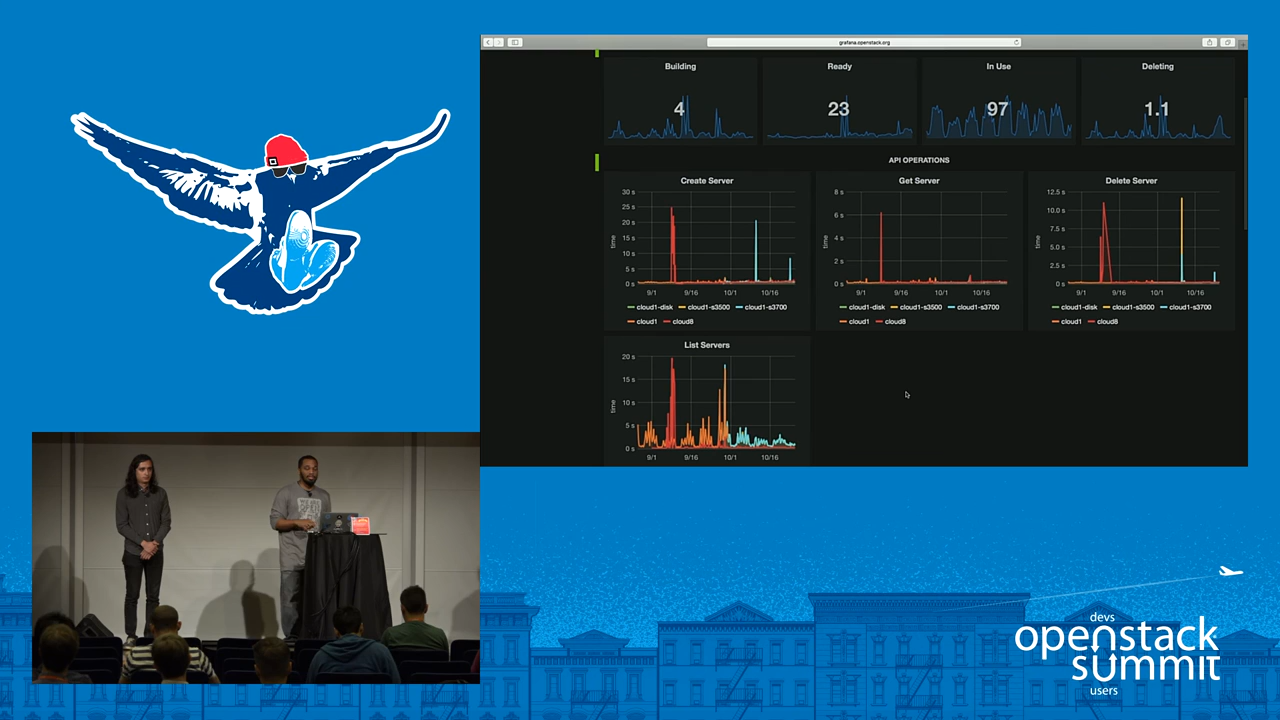 grafana.openstack.org
Building
Ready
In Use
Deleting
4
23
97
1.1
API OPERATIONS
Create Server
30 s
25 s
20 s
15 s
10 s
5 s
0 s
time
9/1
9/16
10/1
10/16
cloud1-disk
cloud1-s3500
cloud1-s3700
cloud1
cloud8
Get Server
8 s
6 s
4 s
2 s
0 s
time
9/1
9/16
10/1
10/16
cloud1-disk
cloud1-s3500
cloud1-s3700
cloud1
cloud8
Delete Server
12.5 s
10.0 s
7.5 s
5.0 s
2.5 s
0 s
time
9/1
9/16
10/1
10/16
cloud1-disk
cloud1-s3500
cloud1-s3700
cloud1
cloud8
List Servers
20 s
15 s
10 s
5 s
0 s
time
9/1
9/16
10/1
10/16
devs
openstack
summit
users